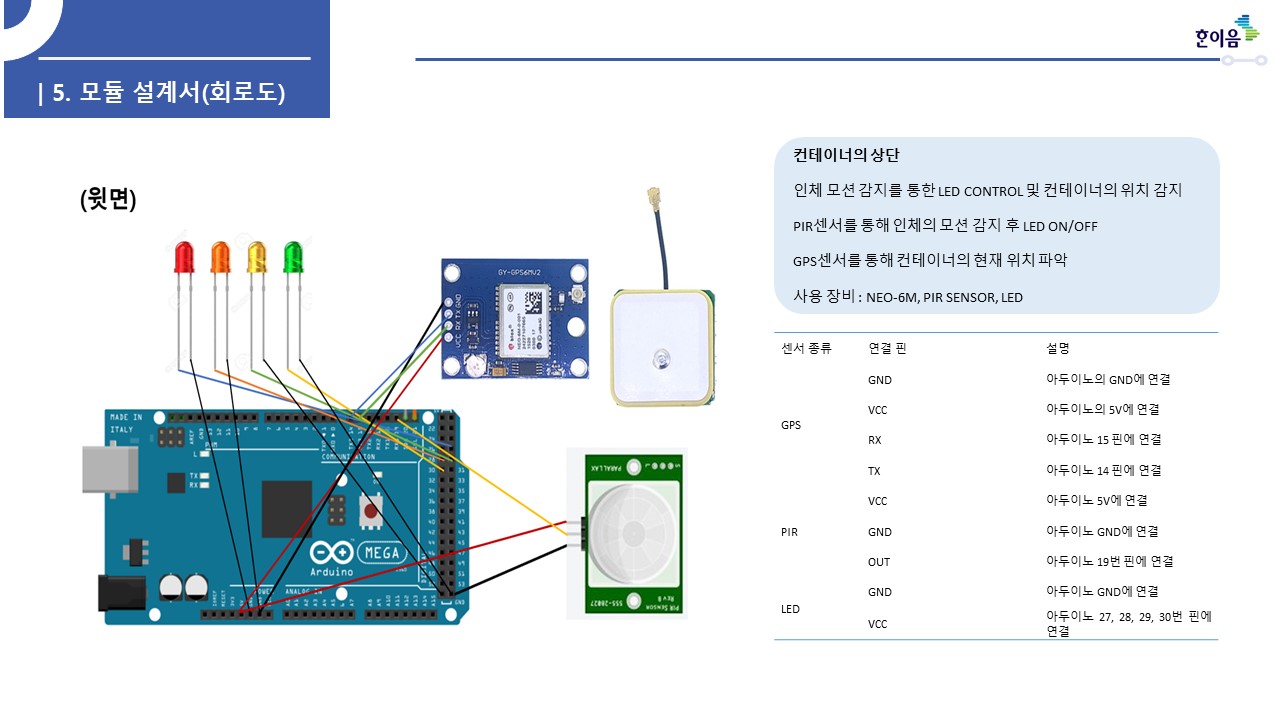 | 5. 모듈 설계서(회로도)
한이음
(윗면)
컨테이너의 상단
인체 모션 감지를 통한 LED CONTROL 및 컨테이너의 위치 감지
PIR센서를 통해 인체의 모션 감지 후 LED ON/OFF
GPS센서를 통해 컨테이너의 현재 위치 파악
사용 장비 : NEO-6M, PIR SENSOR, LED
센서 종류 연결 핀 설명
GND 아두이노의 GND에 연결
VCC 아두이노의 5V에 연결
GPS
RX 아두이노 15 핀에 연결
TX 아두이노 14 핀에 연결
VCC 아두이노 5V에 연결
PIR GND 아두이노 GND에 연결
OUT 아두이노 19번 핀에 연결
GND 아두이노 GND에 연결
LED
VCC 아두이노 27, 28, 29, 30번 핀에
연결
GY-GPS6MV2
VCC RX TX GND
MADE IN
ITALY
AREF
GND
L
TX
RX
COMMUNICATION
Arduino
MEGA
POWER
ANALOG IN
GND
PARALLAX
PIR Sensor
Rev B
555-28027